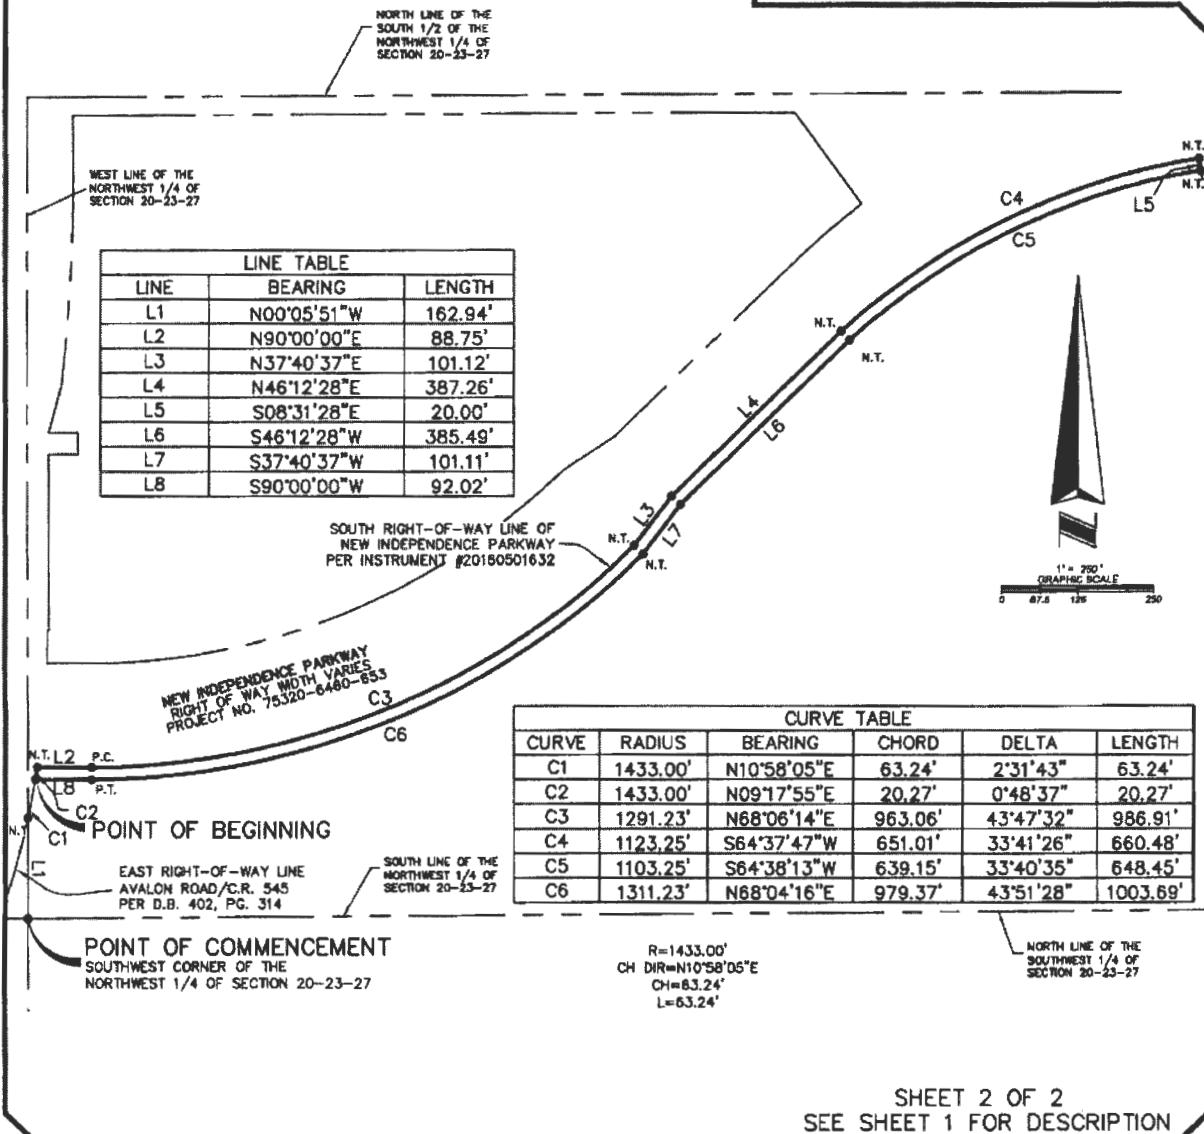 NORTH LINE OF THE
SOUTH 1/2 OF THE
NORTHWEST 1/4 OF
SECTION 20-23-27
WEST LINE OF THE
NORTHWEST 1/4 OF
SECTION 20-23-27
N.T.
N.T.
L5
C4
C5
LINE TABLE
LINE BEARING LENGTH
L1 N00°05'51"W 162.94'
L2 N90°00'00"E 88.75'
L3 N37°40'37"E 101.12'
L4 N46°12'28"E 387.26'
L5 S08°31'28"E 20.00'
L6 S46°12'28"W 385.49'
L7 S37°40'37"W 101.11'
L8 S90°00'00"W 92.02'
N.T.
N.T.
L4
L6
L3
L7
N.T.
N.T.
SOUTH RIGHT-OF-WAY LINE OF
NEW INDEPENDENCE PARKWAY
PER INSTRUMENT #20160501632
1" = 250'
GRAPHIC SCALE
0 67.5 125 250
NEW INDEPENDENCE PARKWAY
RIGHT OF WAY WIDTH VARIES
PROJECT NO. 75320-6460-653
C3
C6
CURVE TABLE
CURVE RADIUS BEARING CHORD DELTA LENGTH
C1 1433.00' N10°58'05"E 63.24' 2°31'43" 63.24'
C2 1433.00' N09°17'55"E 20.27' 0°48'37" 20.27'
C3 1291.23' N68°06'14"E 963.06' 43°47'32" 986.91'
C4 1123.25' S64°37'47"W 651.01' 33°41'26" 660.48'
C5 1103.25' S64°38'13"W 639.15' 33°40'35" 648.45'
C6 1311.23' N68°04'16"E 979.37' 43°51'28" 1003.69'
N.T. L2 P.C.
L8 P.T.
C2
N.T.
C1
POINT OF BEGINNING
L1
EAST RIGHT-OF-WAY LINE
AVALON ROAD/C.R. 545
PER D.B. 402, PG. 314
SOUTH LINE OF THE
NORTHWEST 1/4 OF
SECTION 20-23-27
POINT OF COMMENCEMENT
SOUTHWEST CORNER OF THE
NORTHWEST 1/4 OF SECTION 20-23-27
R=1433.00'
CH DIR=N10°58'05"E
CH=63.24'
L=63.24'
NORTH LINE OF THE
SOUTHWEST 1/4 OF
SECTION 20-23-27
SHEET 2 OF 2
SEE SHEET 1 FOR DESCRIPTION